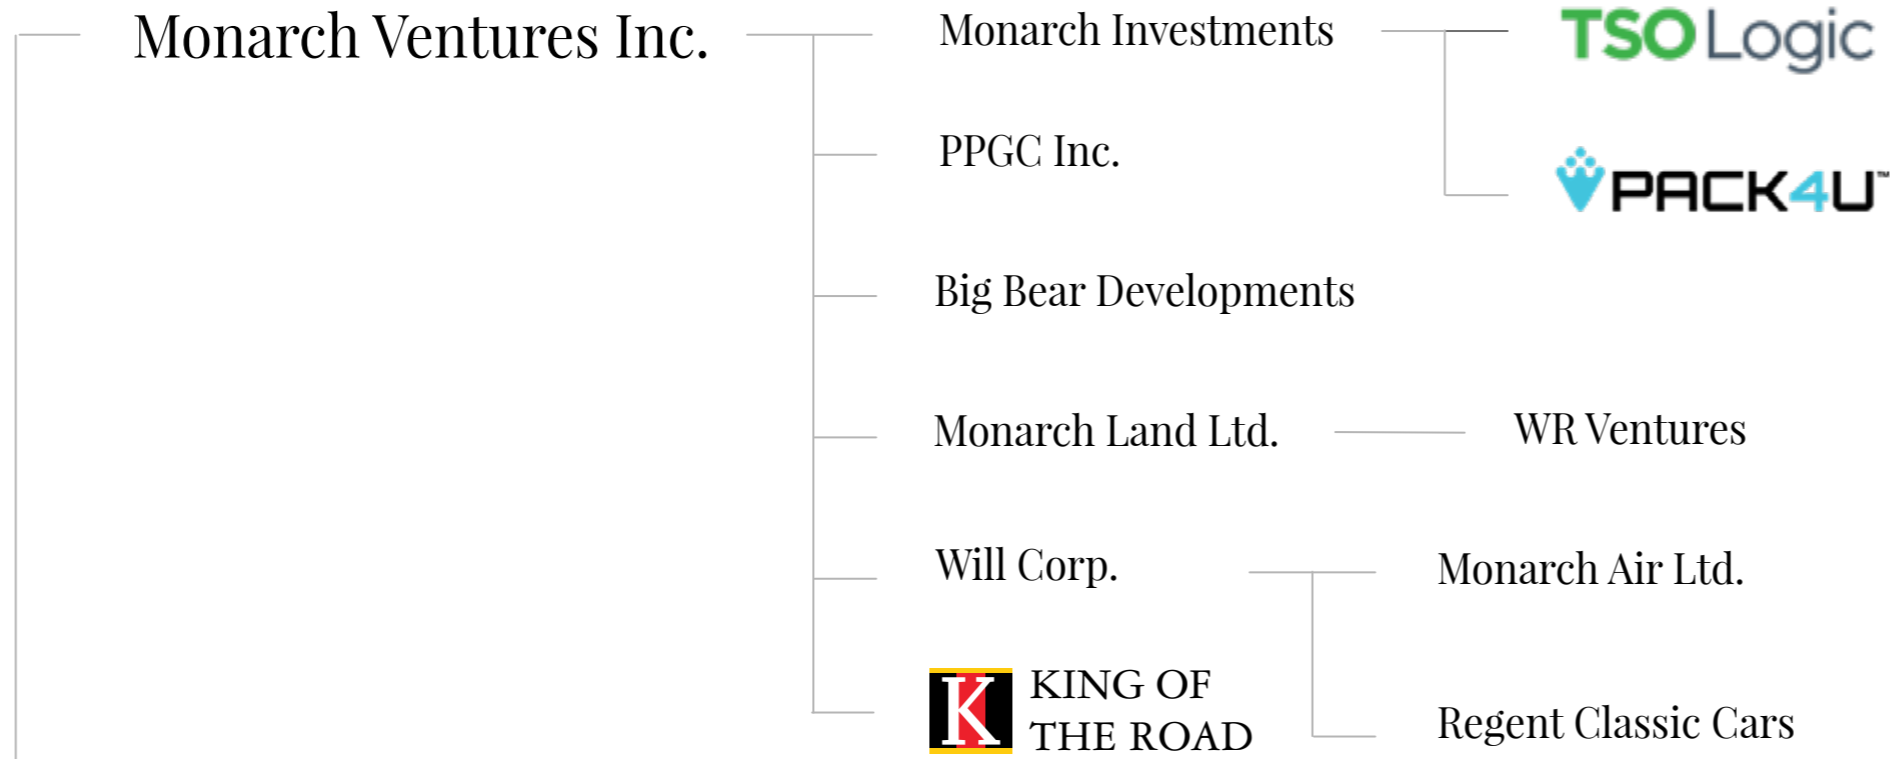 Monarch Ventures Inc.
Monarch Investments
TSO Logic
PACK4U™
PPGC Inc.
Big Bear Developments
Monarch Land Ltd.
WR Ventures
Will Corp.
Monarch Air Ltd.
Regent Classic Cars
K
KING OF
THE ROAD